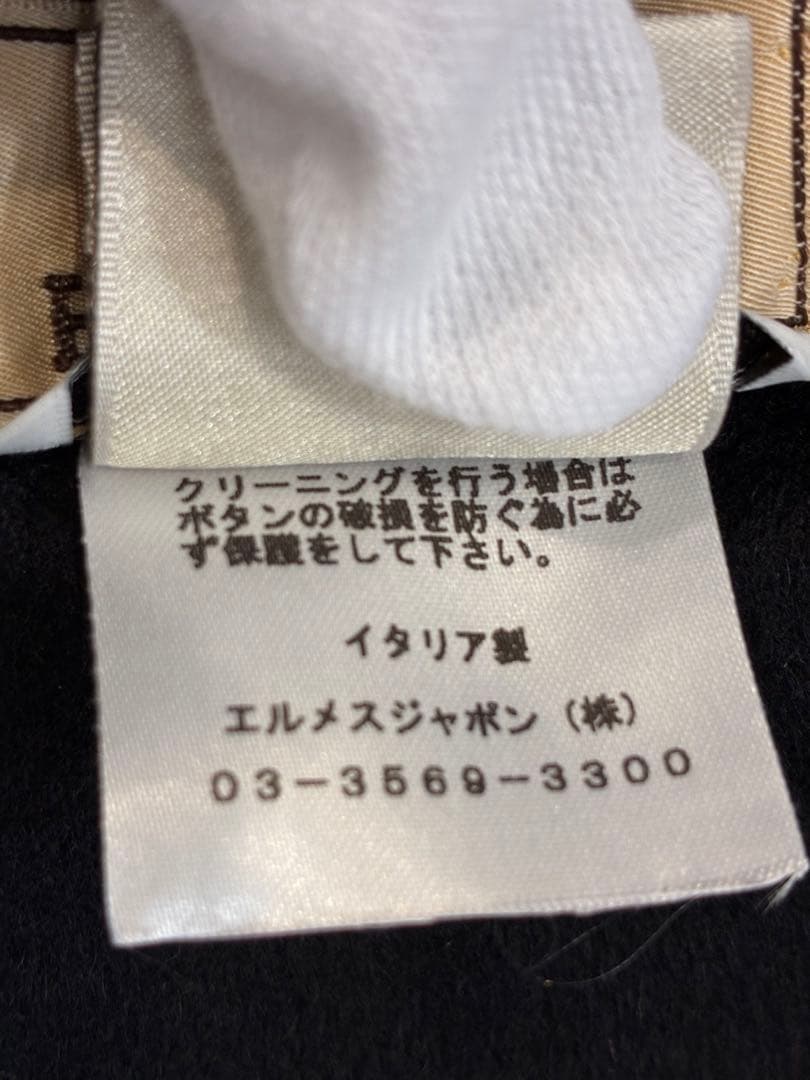 H
クリーニングを行う場合は
ボタンの破損を防ぐ為に必
ず保護をして下さい。
イタリア製
エルメスジャポン（株）
03－3569－3300